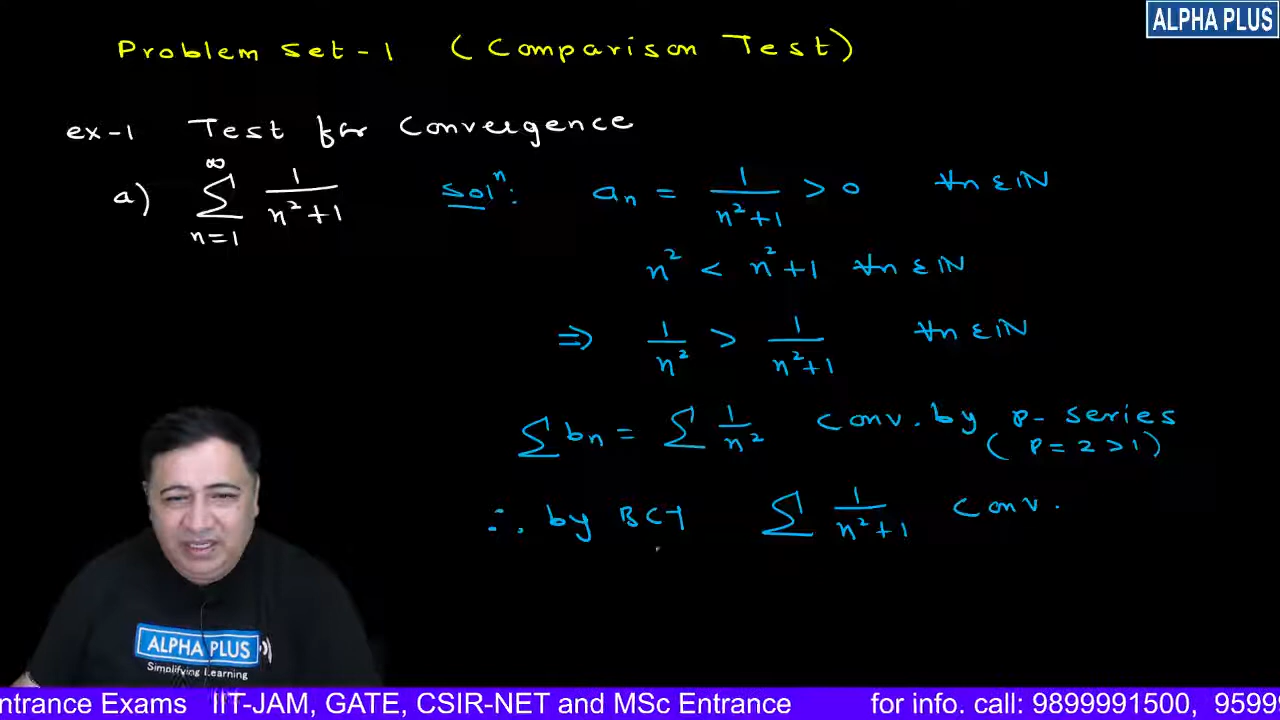 ALPHA PLUS
Problem Set-1 (Comparison Test)
ex-1 Test for Convergence
a) ∑_{n=1}^{∞} 1/(n²+1) Solⁿ: aₙ = 1/(n²+1) > 0 ∀n ∈ ℕ
n² < n²+1 ∀n ∈ ℕ
⇒ 1/n² > 1/(n²+1) ∀n ∈ ℕ
∑ bₙ = ∑ 1/n² Conv. by P-series
(P=2>1)
∴ by BCT ∑ 1/(n²+1) Conv.
ALPHA PLUS
Simplifying Learning
ntrance Exams IIT-JAM, GATE, CSIR-NET and MSc Entrance for info. call: 9899991500, 9599